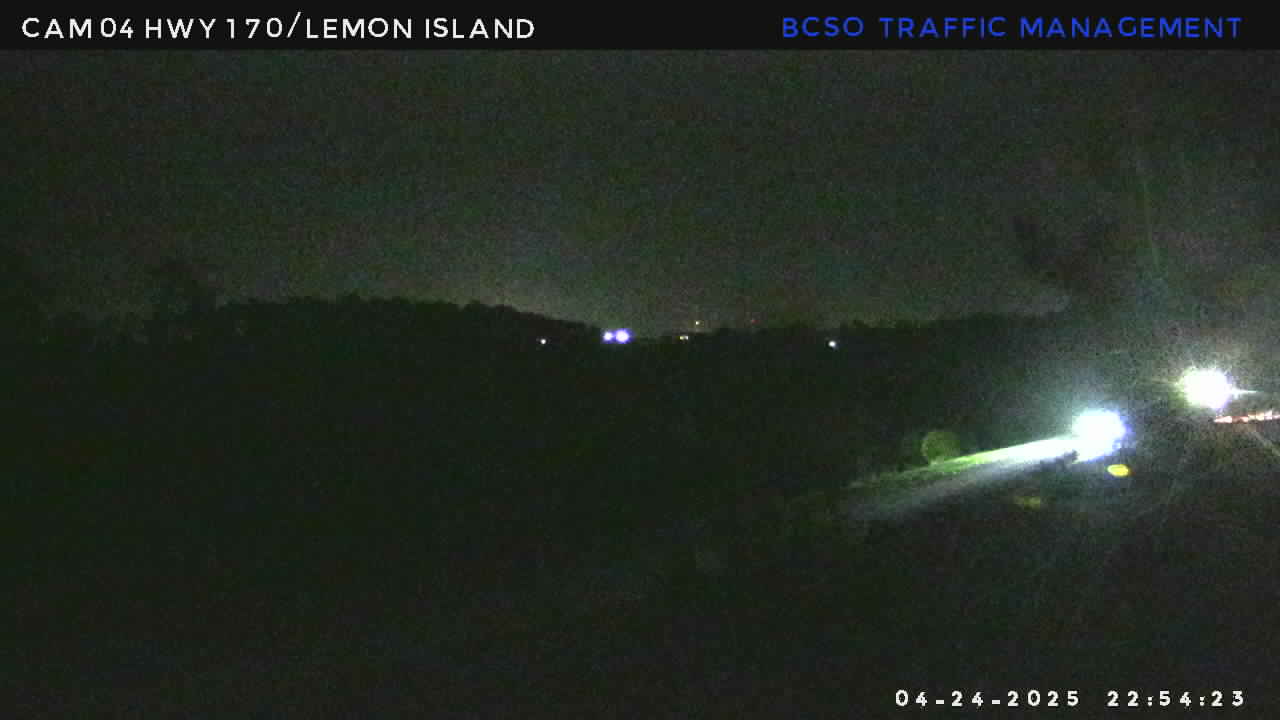 CAM04 HWY 170/LEMON ISLAND
BCSO TRAFFIC MANAGEMENT
04-24-2025 22:54:23